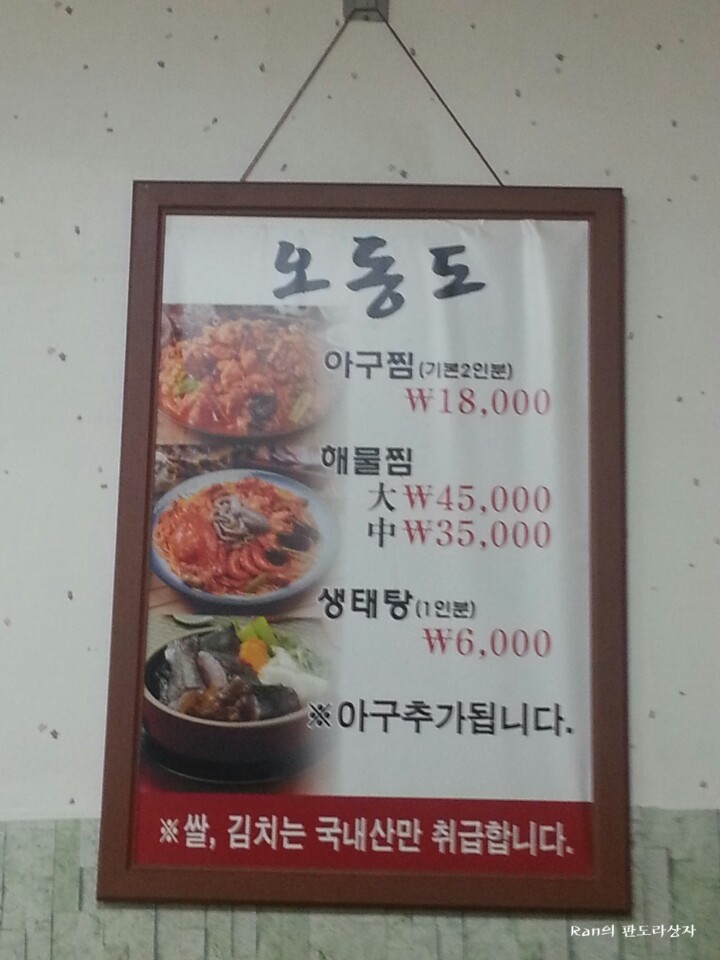 오동도
아구찜(기본2인분)
₩18,000
해물찜
大₩45,000
中₩35,000
생태탕(1인분)
₩6,000
※아구추가됩니다.
※쌀, 김치는 국내산만 취급합니다.
Ran의 판도라상자